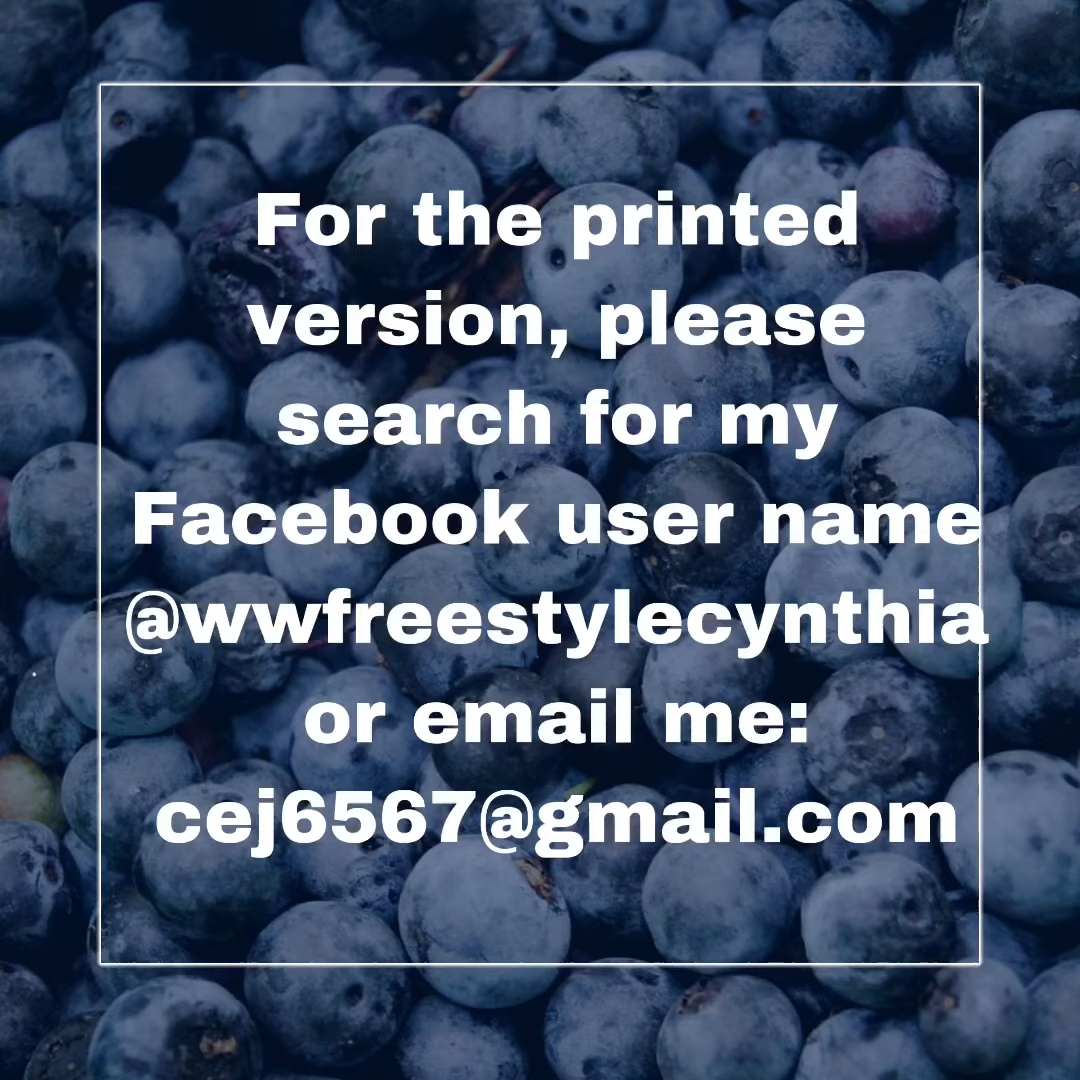 For the printed
version, please
search for my
Facebook user name
@wwfreestylecynthia
or email me:
cej6567@gmail.com